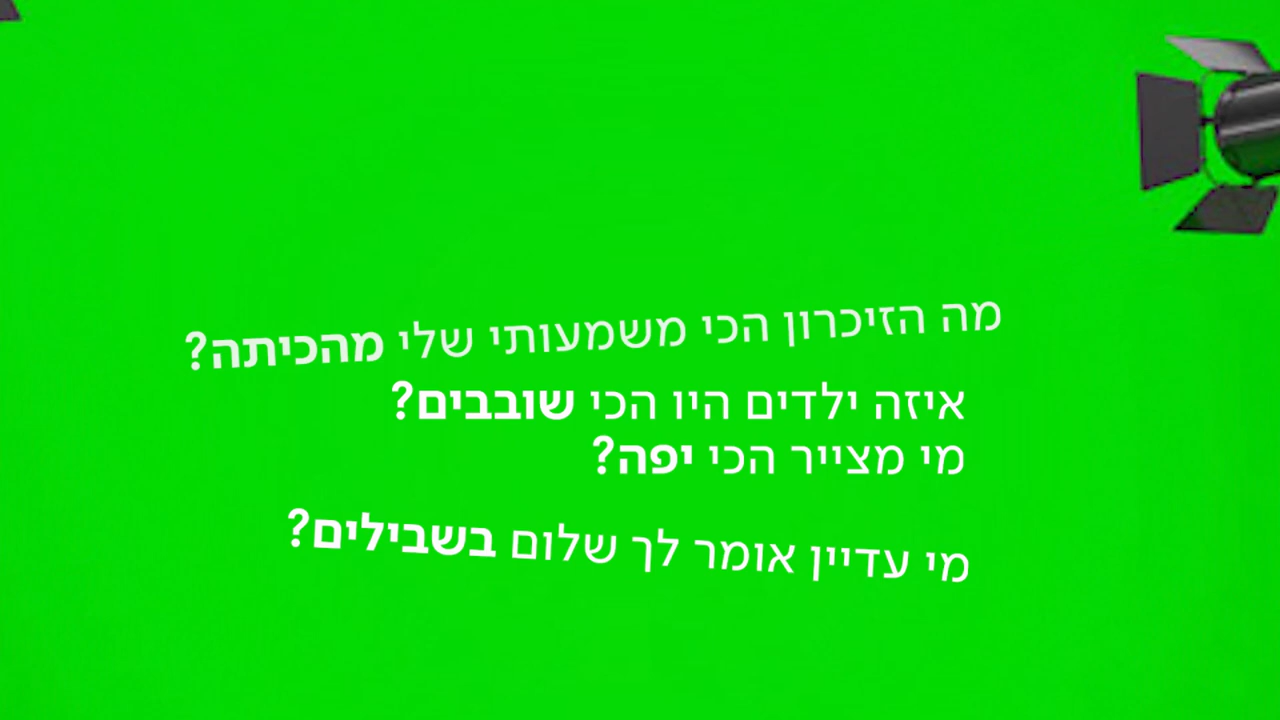 מה הזיכרון הכי משמעותי שלי מהכיתה?
איזה ילדים היו הכי שובבים?
מי מצייר הכי יפה?
מי עדיין אומר לך שלום בשבילים?